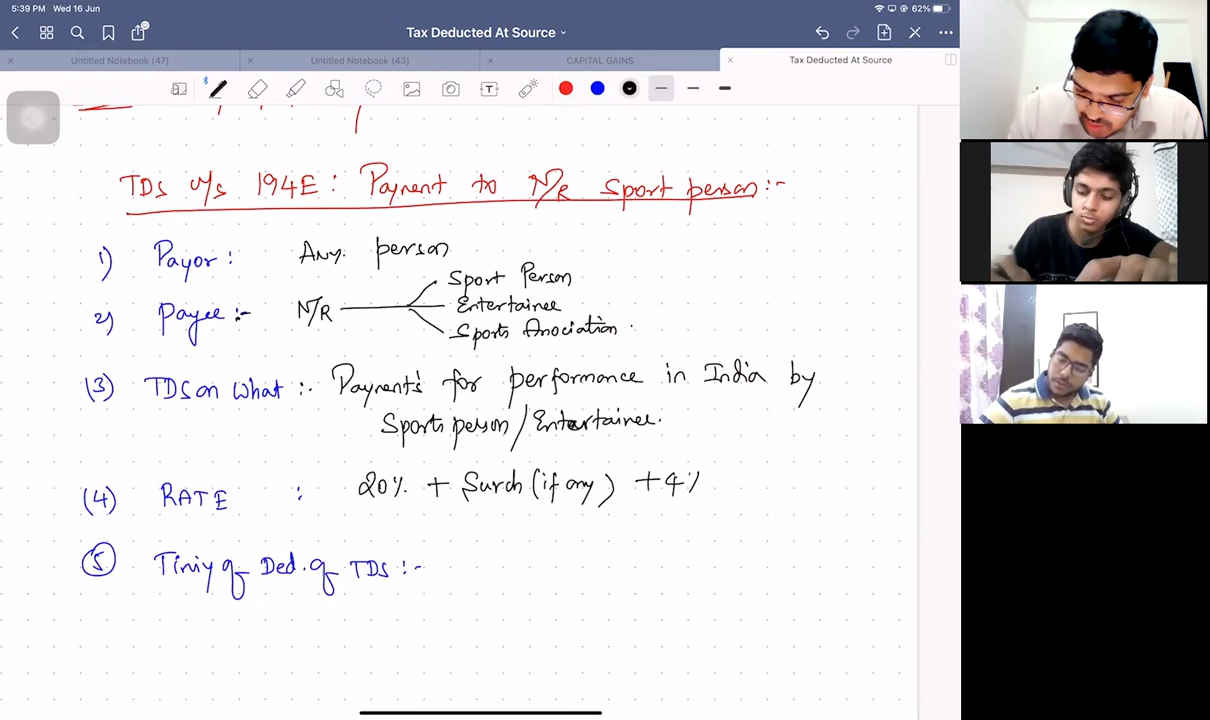 5:39 PM Wed 16 Jun
62%
Tax Deducted At Source
Untitled Notebook (47)
Untitled Notebook (43)
CAPITAL GAINS
Tax Deducted At Source
TDS u/s 194E : Payment to N/R Sport person :-
1) Payor : Any. person
Sport Person
2) Payee :- N/R Entertainee
Sports Association .
(3) TDS on What :- Payment's for performance in India by
Sports person / Entertainee.
(4) RATE : 20% + Surch (if any) + 4%
(5) Timiy of Ded. of TDS :-